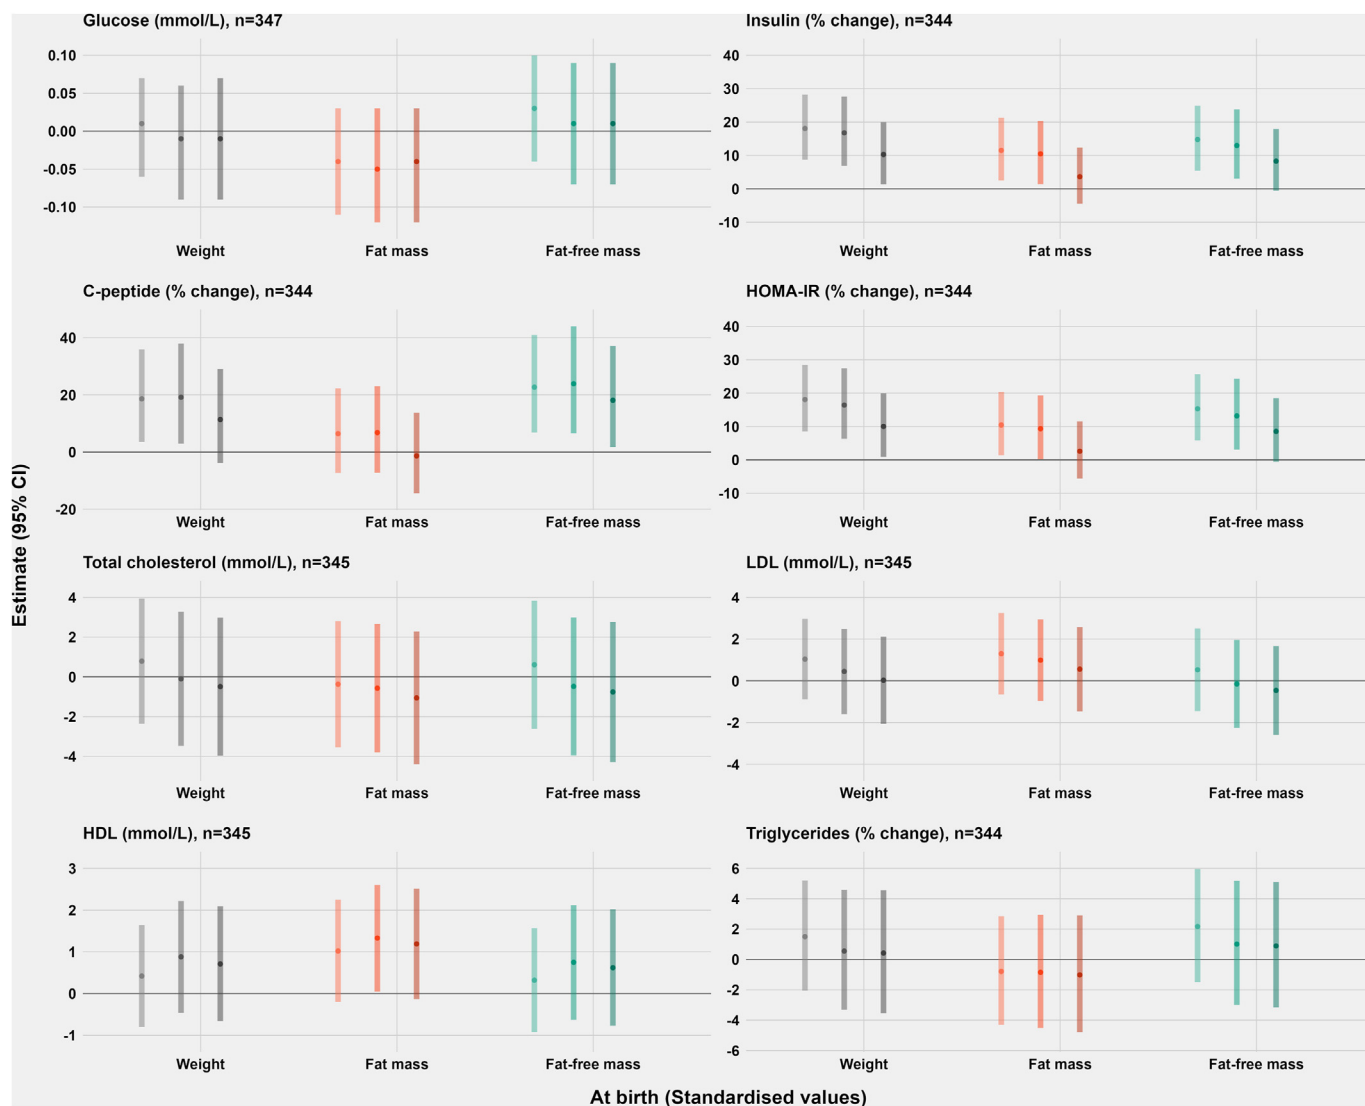 Glucose (mmol/L), n=347
0.10
0.05
0.00
-0.05
-0.10
Weight Fat mass Fat-free mass
Insulin (% change), n=344
40
30
20
10
0
-10
Weight Fat mass Fat-free mass
C-peptide (% change), n=344
40
20
0
-20
Weight Fat mass Fat-free mass
HOMA-IR (% change), n=344
40
30
20
10
0
-10
Weight Fat mass Fat-free mass
Estimate (95% CI)
Total cholesterol (mmol/L), n=345
4
2
0
-2
-4
Weight Fat mass Fat-free mass
LDL (mmol/L), n=345
4
2
0
-2
-4
Weight Fat mass Fat-free mass
HDL (mmol/L), n=345
3
2
1
0
-1
Weight Fat mass Fat-free mass
Triglycerides (% change), n=344
6
4
2
0
-2
-4
-6
Weight Fat mass Fat-free mass
At birth (Standardised values)